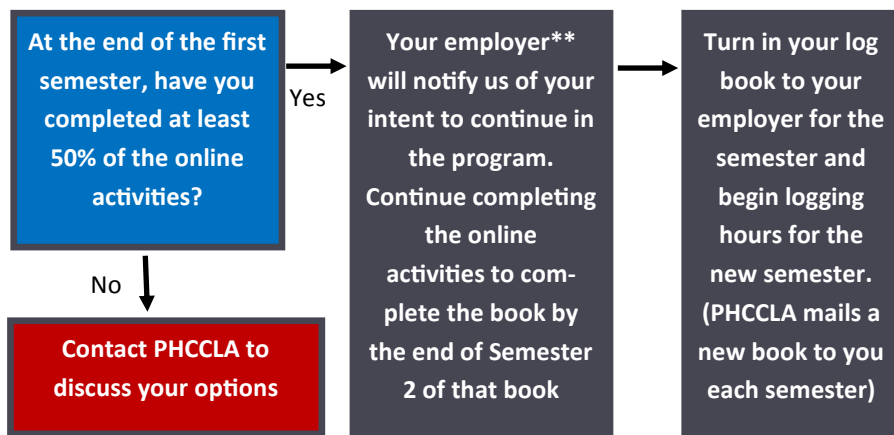 At the end of the first
semester, have you
completed at least
50% of the online
activities?
Yes
No
Contact PHCCLA to
discuss your options
Your employer**
will notify us of your
intent to continue in
the program.
Continue completing
the online
activities to com-
plete the book by
the end of Semester
2 of that book
Turn in your log
book to your
employer for the
semester and
begin logging
hours for the
new semester.
(PHCCLA mails a
new book to you
each semester)